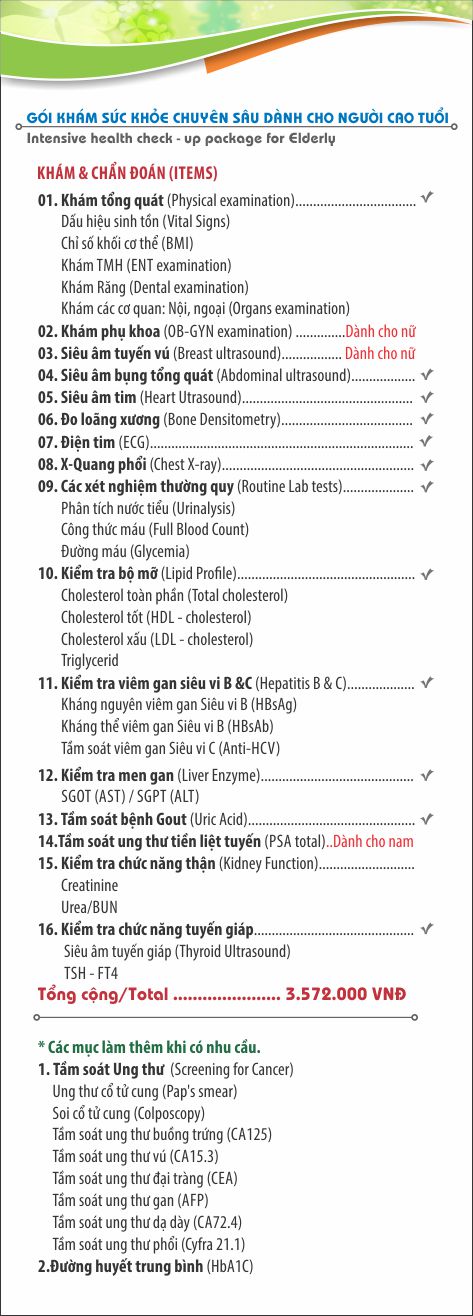 GÓI KHÁM SỨC KHỎE CHUYÊN SÂU DÀNH CHO NGƯỜI CAO TUỔI
Intensive health check - up package for Elderly
KHÁM & CHẨN ĐOÁN (ITEMS)
01. Khám tổng quát (Physical examination).................................. √
Dấu hiệu sinh tồn (Vital Signs)
Chỉ số khối cơ thể (BMI)
Khám TMH (ENT examination)
Khám Răng (Dental examination)
Khám các cơ quan: Nội, ngoại (Organs examination)
02. Khám phụ khoa (OB-GYN examination) ..............Dành cho nữ
03. Siêu âm tuyến vú (Breast ultrasound)................. Dành cho nữ
04. Siêu âm bụng tổng quát (Abdominal ultrasound).................. √
05. Siêu âm tim (Heart Utrasound)................................................ √
06. Đo loãng xương (Bone Densitometry)..................................... √
07. Điện tim (ECG).......................................................................... √
08. X-Quang phổi (Chest X-ray)...................................................... √
09. Các xét nghiệm thường quy (Routine Lab tests).................... √
Phân tích nước tiểu (Urinalysis)
Công thức máu (Full Blood Count)
Đường máu (Glycemia)
10. Kiểm tra bộ mỡ (Lipid Profile).................................................. √
Cholesterol toàn phần (Total cholesterol)
Cholesterol tốt (HDL - cholesterol)
Cholesterol xấu (LDL - cholesterol)
Triglycerid
11. Kiểm tra viêm gan siêu vi B &C (Hepatitis B & C)................... √
Kháng nguyên viêm gan Siêu vi B (HBsAg)
Kháng thể viêm gan Siêu vi B (HBsAb)
Tầm soát viêm gan Siêu vi C (Anti-HCV)
12. Kiểm tra men gan (Liver Enzyme)........................................... √
SGOT (AST) / SGPT (ALT)
13. Tầm soát bệnh Gout (Uric Acid)............................................... √
14.Tầm soát ung thư tiền liệt tuyến (PSA total)..Dành cho nam
15. Kiểm tra chức năng thận (Kidney Function)...........................
Creatinine
Urea/BUN
16. Kiểm tra chức năng tuyến giáp............................................. √
Siêu âm tuyến giáp (Thyroid Ultrasound)
TSH - FT4
Tổng cộng/Total ...................... 3.572.000 VNĐ
* Các mục làm thêm khi có nhu cầu.
1. Tầm soát Ung thư (Screening for Cancer)
Ung thư cổ tử cung (Pap's smear)
Soi cổ tử cung (Colposcopy)
Tầm soát ung thư buồng trứng (CA125)
Tầm soát ung thư vú (CA15.3)
Tầm soát ung thư đại tràng (CEA)
Tầm soát ung thư gan (AFP)
Tầm soát ung thư dạ dày (CA72.4)
Tầm soát ung thư phổi (Cyfra 21.1)
2.Đường huyết trung bình (HbA1C)